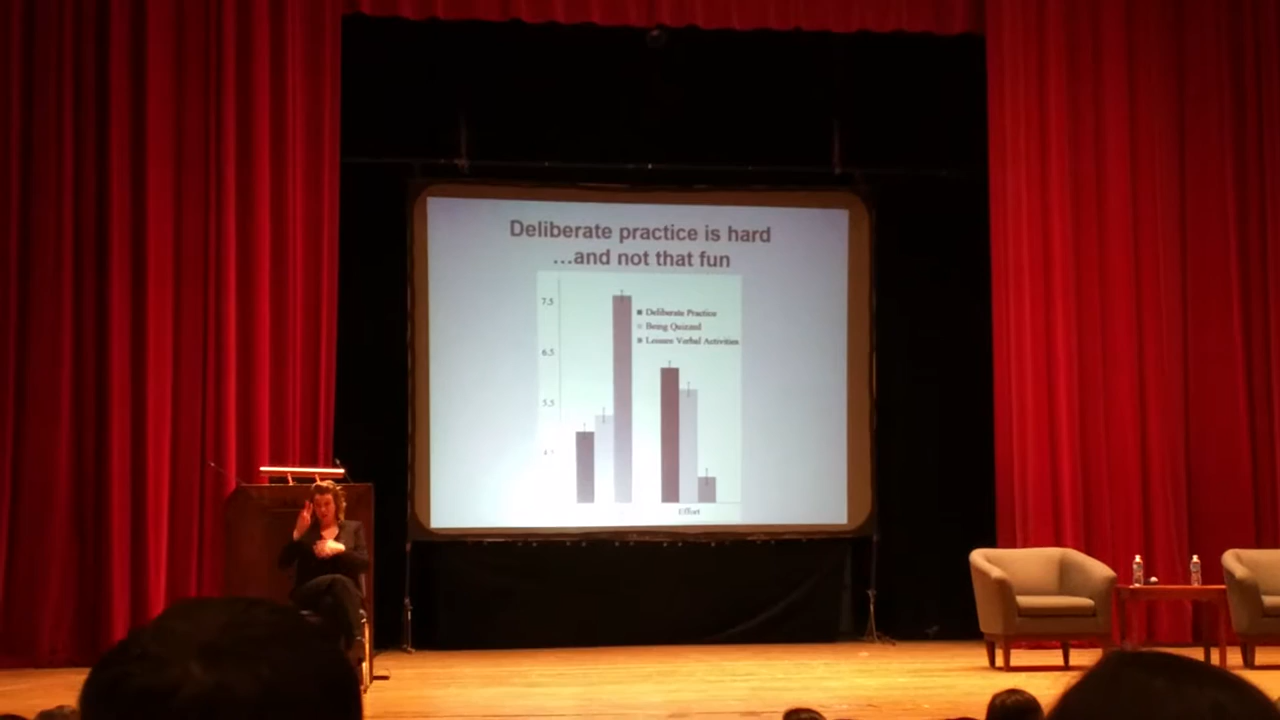 Deliberate practice is hard
...and not that fun
7.5
Deliberate Practice
Being Quizzed
Leisure Verbal Activities
6.5
5.5
Effort